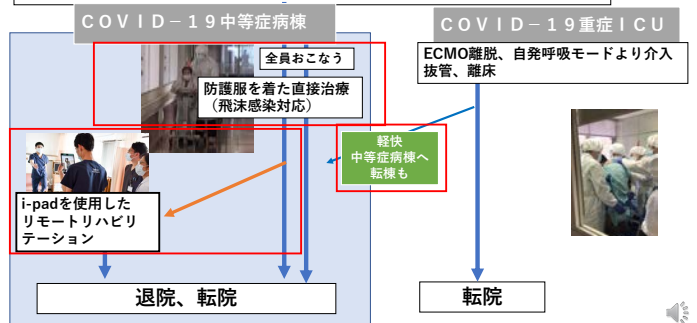 ＣＯＶＩＤ－１９中等症病棟
ＣＯＶＩＤ－１９重症ＩＣＵ
全員おこなう
ECMO離脱、自発呼吸モードより介入
抜管、離床
防護服を着た直接治療
（飛沫感染対応）
軽快
中等症病棟へ
転棟も
i-padを使用した
リモートリハビリ
テーション
退院、転院
転院